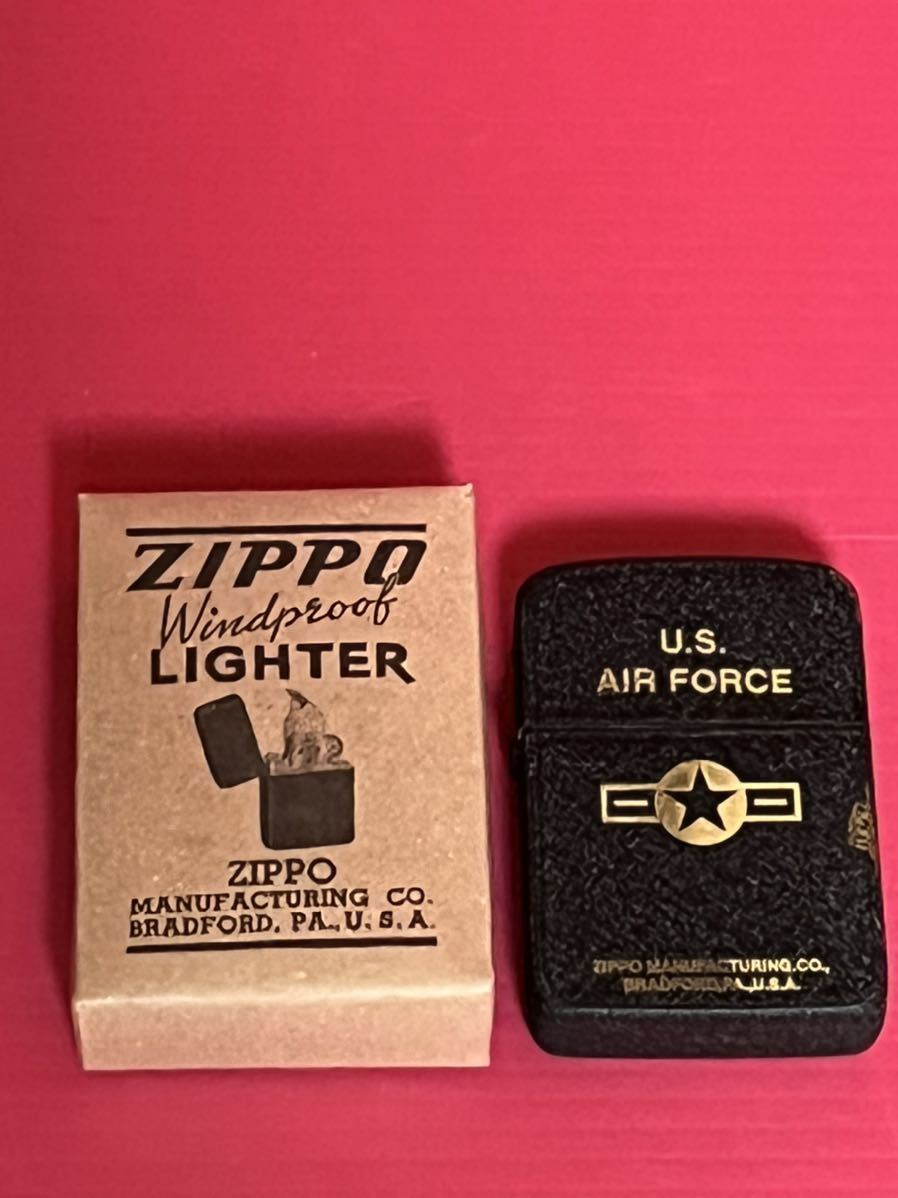 ZIPPO
Windproof
LIGHTER
ZIPPO
MANUFACTURING CO.
BRADFORD, PA., U.S.A.
U.S.
AIR FORCE
ZIPPO MANUFACTURING.CO.,
BRADFORD,PA.,U.S.A.